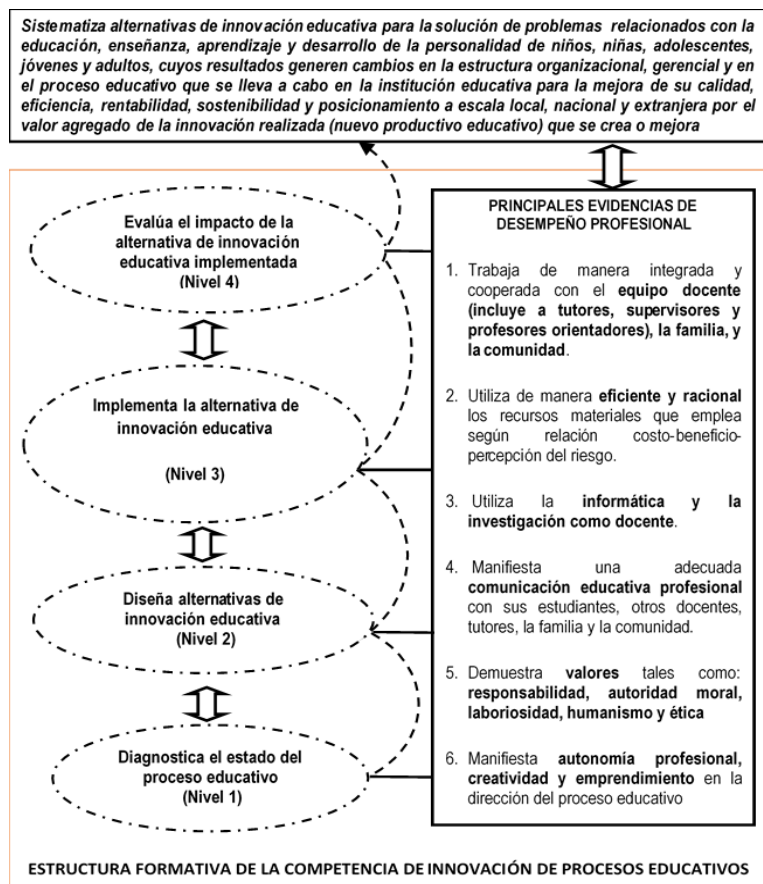 Sistematiza alternativas de innovación educativa para la solución de problemas relacionados con la
educación, enseñanza, aprendizaje y desarrollo de la personalidad de niños, niñas, adolescentes,
jóvenes y adultos, cuyos resultados generen cambios en la estructura organizacional, gerencial y en
el proceso educativo que se lleva a cabo en la institución educativa para la mejora de su calidad,
eficiencia, rentabilidad, sostenibilidad y posicionamiento a escala local, nacional y extranjera por el
valor agregado de la innovación realizada (nuevo productivo educativo) que se crea o mejora
Evalúa el impacto de la
alternativa de innovación
educativa implementada
(Nivel 4)
Implementa la alternativa de
innovación educativa
(Nivel 3)
Diseña alternativas de
innovación educativa
(Nivel 2)
Diagnostica el estado del
proceso educativo
(Nivel 1)
PRINCIPALES EVIDENCIAS DE
DESEMPEÑO PROFESIONAL
1. Trabaja de manera integrada y
cooperada con el equipo docente
(incluye a tutores, supervisores y
profesores orientadores), la familia, y
la comunidad.
2. Utiliza de manera eficiente y racional
los recursos materiales que emplea
según relación costo-beneficio-
percepción del riesgo.
3. Utiliza la informática y la
investigación como docente.
4. Manifiesta una adecuada
comunicación educativa profesional
con sus estudiantes, otros docentes,
tutores, la familia y la comunidad.
5. Demuestra valores tales como:
responsabilidad, autoridad moral,
laboriosidad, humanismo y ética
6. Manifiesta autonomía profesional,
creatividad y emprendimiento en la
dirección del proceso educativo
ESTRUCTURA FORMATIVA DE LA COMPETENCIA DE INNOVACIÓN DE PROCESOS EDUCATIVOS